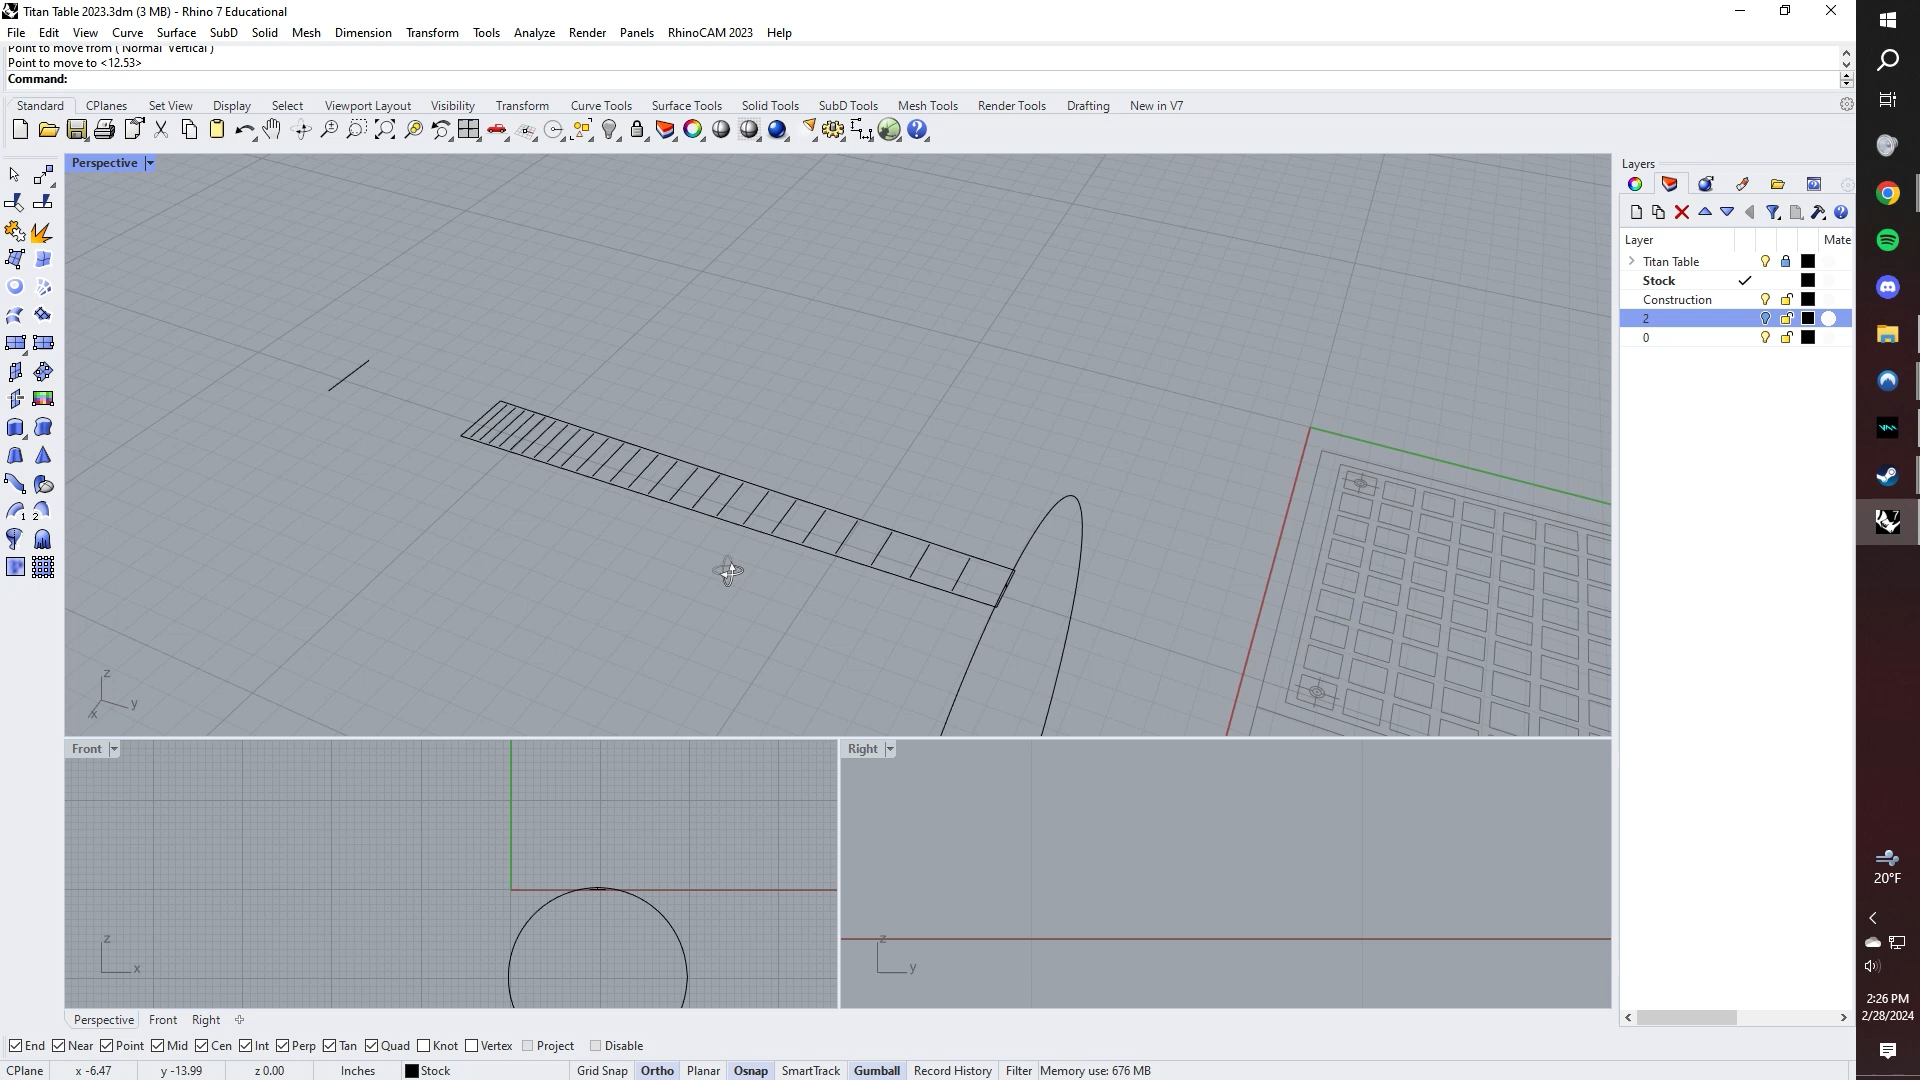 Titan Table 2023.3dm (3 MB) - Rhino 7 Educational
File Edit View Curve Surface SubD Solid Mesh Dimension Transform Tools Analyze Render Panels RhinoCAM 2023 Help
Point to move from ( Normal Vertical )
Point to move to <12.53>
Command:
Standard CPlanes Set View Display Select Viewport Layout Visibility Transform Curve Tools Surface Tools Solid Tools SubD Tools Mesh Tools Render Tools Drafting New in V7
Perspective
Layers
Layer Mate
Titan Table
Stock
Construction
2
0
z
y
x
Front
z
x
Right
z
y
Perspective Front Right
End Near Point Mid Cen Int Perp Tan Quad Knot Vertex Project Disable
CPlane x -6.47 y -13.99 z 0.00 Inches Stock Grid Snap Ortho Planar Osnap SmartTrack Gumball Record History Filter Memory use: 676 MB
20°F
2:26 PM
2/28/2024